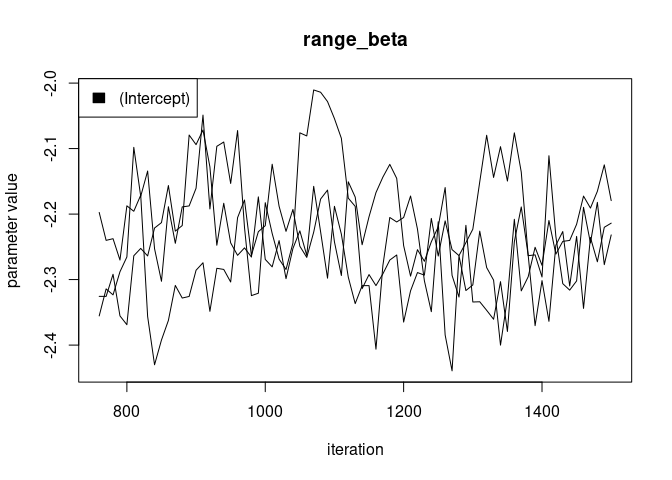 range_beta
(Intercept)
parameter value
-2.0
-2.1
-2.2
-2.3
-2.4
800 1000 1200 1400
iteration